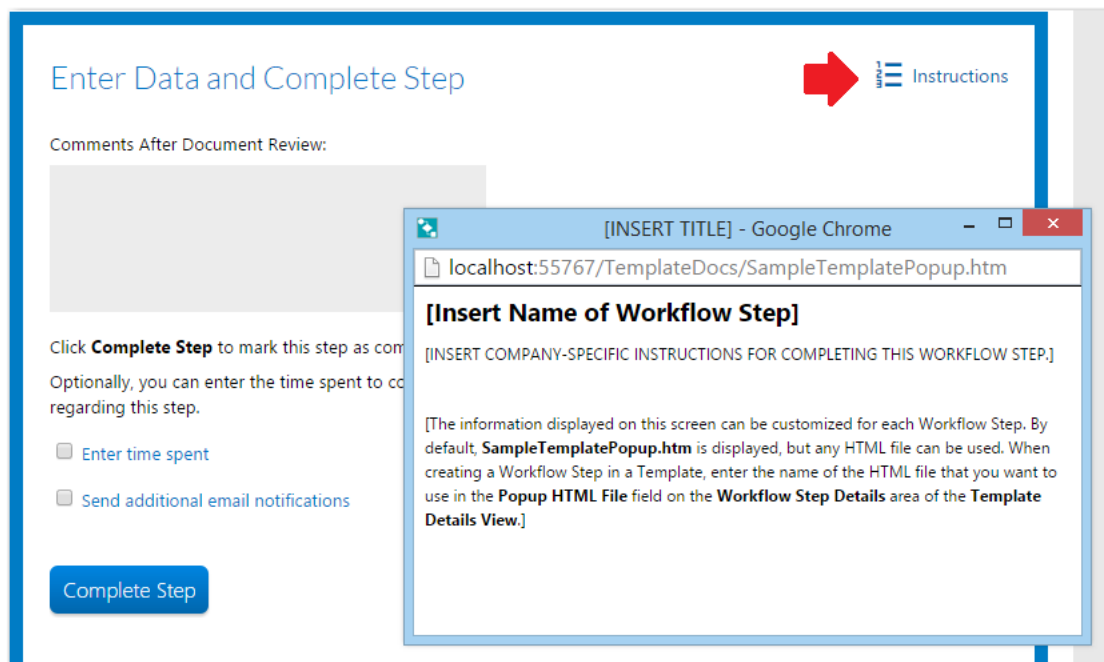 Enter Data and Complete Step
1 2 3 Instructions
Comments After Document Review:
[INSERT TITLE] - Google Chrome
localhost:55767/TemplateDocs/SampleTemplatePopup.htm
[Insert Name of Workflow Step]
[INSERT COMPANY-SPECIFIC INSTRUCTIONS FOR COMPLETING THIS WORKFLOW STEP.]
[The information displayed on this screen can be customized for each Workflow Step. By
default, SampleTemplatePopup.htm is displayed, but any HTML file can be used. When
creating a Workflow Step in a Template, enter the name of the HTML file that you want to
use in the Popup HTML File field on the Workflow Step Details area of the Template
Details View.]
Click Complete Step to mark this step as com
Optionally, you can enter the time spent to co
regarding this step.
Enter time spent
Send additional email notifications
Complete Step